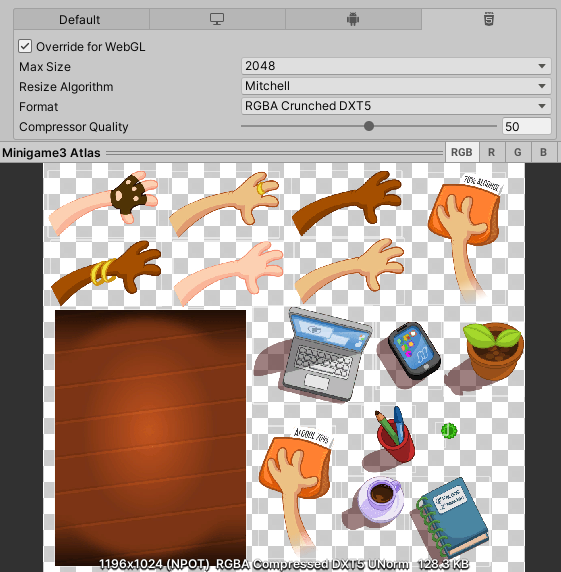 Default
Override for WebGL
Max Size
2048
Resize Algorithm
Mitchell
Format
RGBA Crunched DXT5
Compressor Quality
50
Minigame3 Atlas
RGB
R
G
B
70% ALCOHOL
ALCOOL 70%
1196x1024 (NPOT) RGBA Compressed DXT5 UNorm 128.3 KB